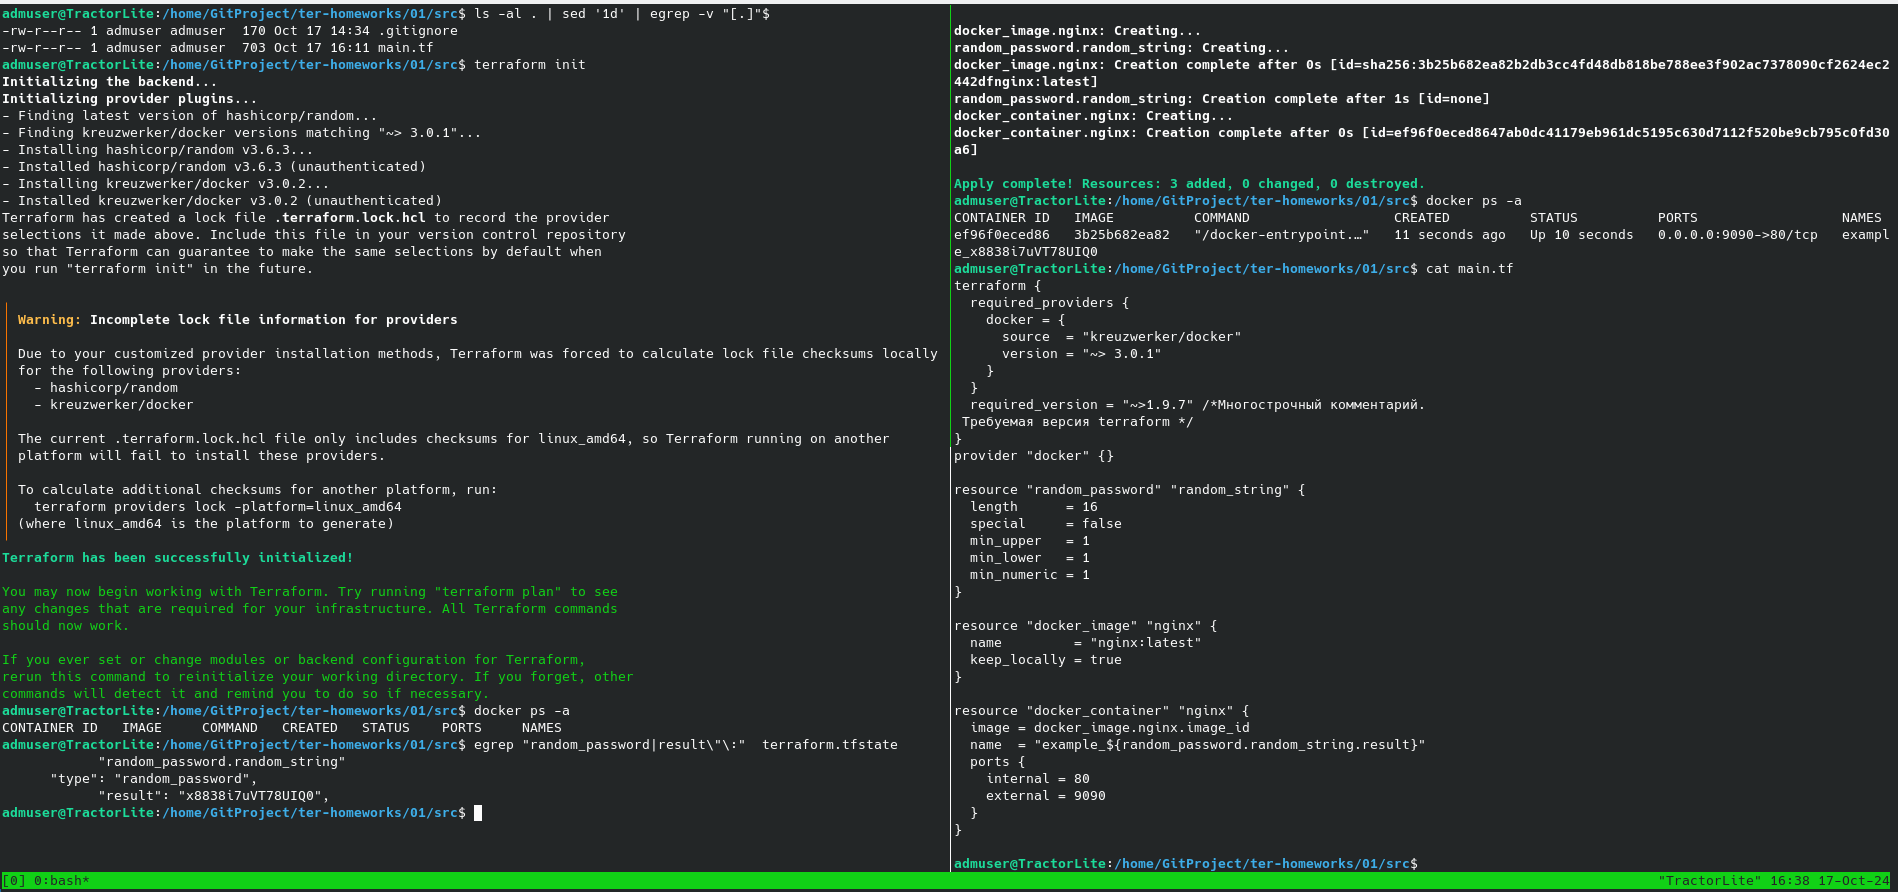 admuser@TractorLite:/home/GitProject/ter-homeworks/01/src$ ls -al . | sed '1d' | egrep -v "[.]"$
-rw-r--r-- 1 admuser admuser  170 Oct 17 14:34 .gitignore
-rw-r--r-- 1 admuser admuser  703 Oct 17 16:11 main.tf
admuser@TractorLite:/home/GitProject/ter-homeworks/01/src$ terraform init
Initializing the backend...
Initializing provider plugins...
- Finding latest version of hashicorp/random...
- Finding kreuzwerker/docker versions matching "~> 3.0.1"...
- Installing hashicorp/random v3.6.3...
- Installed hashicorp/random v3.6.3 (unauthenticated)
- Installing kreuzwerker/docker v3.0.2...
- Installed kreuzwerker/docker v3.0.2 (unauthenticated)
Terraform has created a lock file .terraform.lock.hcl to record the provider
selections it made above. Include this file in your version control repository
so that Terraform can guarantee to make the same selections by default when
you run "terraform init" in the future.
Warning: Incomplete lock file information for providers
Due to your customized provider installation methods, Terraform was forced to calculate lock file checksums locally
for the following providers:
  - hashicorp/random
  - kreuzwerker/docker
The current .terraform.lock.hcl file only includes checksums for linux_amd64, so Terraform running on another
platform will fail to install these providers.
To calculate additional checksums for another platform, run:
  terraform providers lock -platform=linux_amd64
(where linux_amd64 is the platform to generate)
Terraform has been successfully initialized!
You may now begin working with Terraform. Try running "terraform plan" to see
any changes that are required for your infrastructure. All Terraform commands
should now work.
If you ever set or change modules or backend configuration for Terraform,
rerun this command to reinitialize your working directory. If you forget, other
commands will detect it and remind you to do so if necessary.
admuser@TractorLite:/home/GitProject/ter-homeworks/01/src$ docker ps -a
CONTAINER ID   IMAGE     COMMAND   CREATED   STATUS    PORTS     NAMES
admuser@TractorLite:/home/GitProject/ter-homeworks/01/src$ egrep "random_password|result\"\:"  terraform.tfstate
            "random_password.random_string"
      "type": "random_password",
            "result": "x8838i7uVT78UIQ0",
admuser@TractorLite:/home/GitProject/ter-homeworks/01/src$
docker_image.nginx: Creating...
random_password.random_string: Creating...
docker_image.nginx: Creation complete after 0s [id=sha256:3b25b682ea82b2db3cc4fd48db818be788ee3f902ac7378090cf2624ec2
442dfnginx:latest]
random_password.random_string: Creation complete after 1s [id=none]
docker_container.nginx: Creating...
docker_container.nginx: Creation complete after 0s [id=ef96f0eced8647ab0dc41179eb961dc5195c630d7112f520be9cb795c0fd30
a6]
Apply complete! Resources: 3 added, 0 changed, 0 destroyed.
admuser@TractorLite:/home/GitProject/ter-homeworks/01/src$ docker ps -a
CONTAINER ID   IMAGE          COMMAND                  CREATED          STATUS          PORTS                  NAMES
ef96f0eced86   3b25b682ea82   "/docker-entrypoint.…"   11 seconds ago   Up 10 seconds   0.0.0.0:9090->80/tcp   exampl
e_x8838i7uVT78UIQ0
admuser@TractorLite:/home/GitProject/ter-homeworks/01/src$ cat main.tf
terraform {
  required_providers {
    docker = {
      source  = "kreuzwerker/docker"
      version = "~> 3.0.1"
    }
  }
  required_version = "~>1.9.7" /*Многострочный комментарий.
 Требуемая версия terraform */
}
provider "docker" {}
resource "random_password" "random_string" {
  length      = 16
  special     = false
  min_upper   = 1
  min_lower   = 1
  min_numeric = 1
}
resource "docker_image" "nginx" {
  name         = "nginx:latest"
  keep_locally = true
}
resource "docker_container" "nginx" {
  image = docker_image.nginx.image_id
  name  = "example_${random_password.random_string.result}"
  ports {
    internal = 80
    external = 9090
  }
}
admuser@TractorLite:/home/GitProject/ter-homeworks/01/src$
[0] 0:bash* "TractorLite" 16:38 17-Oct-24